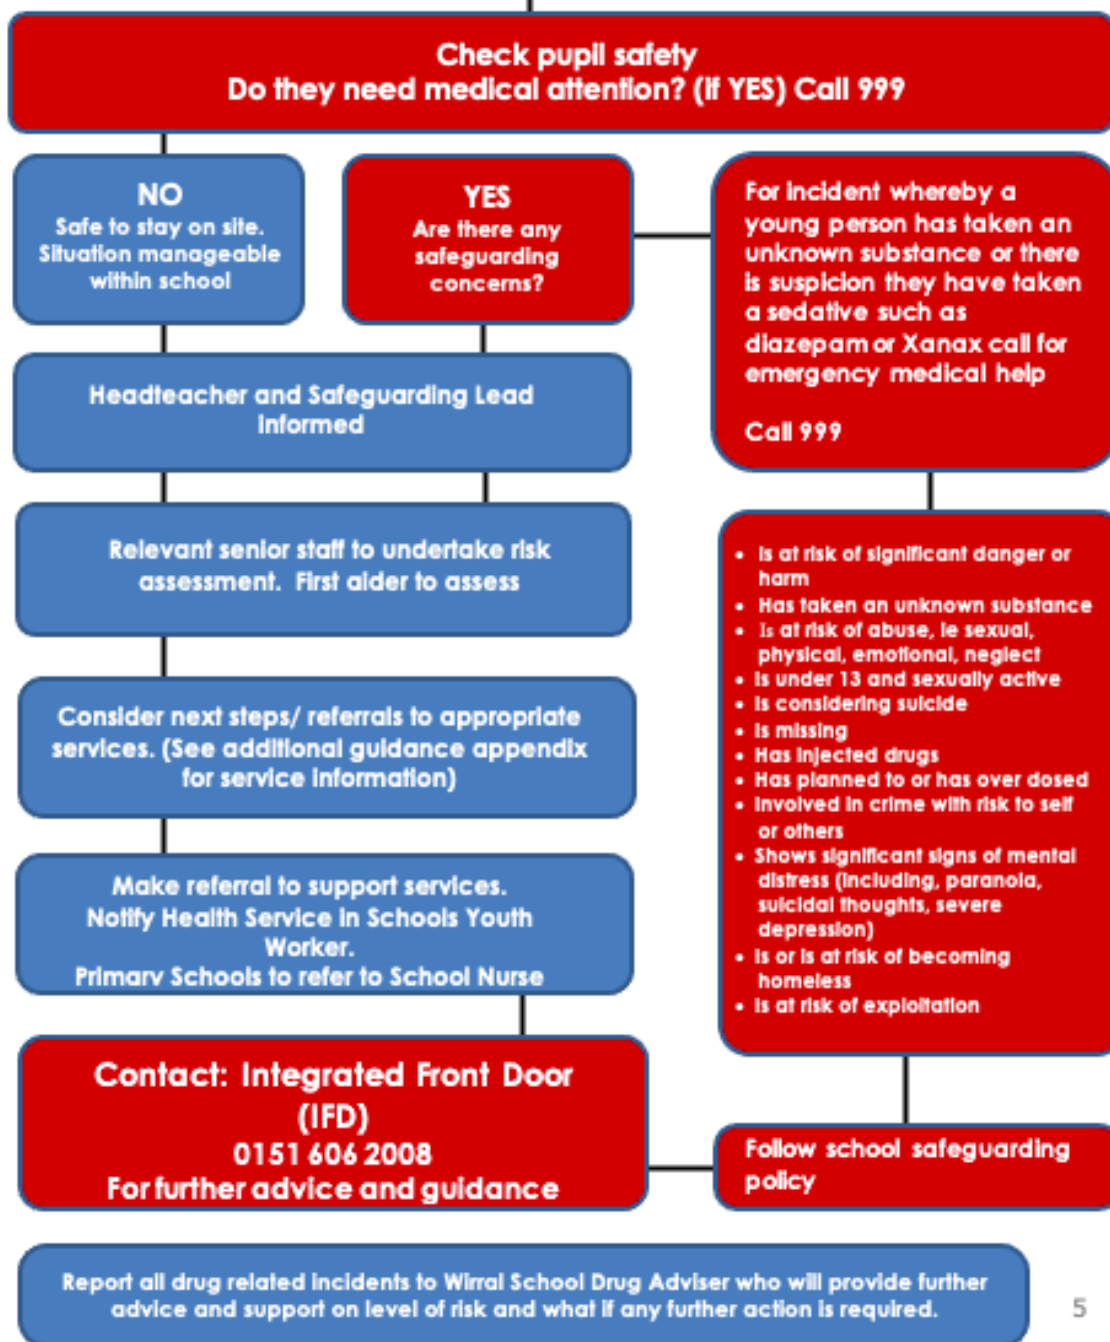 Check pupil safety
Do they need medical attention? (if YES) Call 999
NO
Safe to stay on site.
Situation manageable
within school
YES
Are there any
safeguarding
concerns?
For incident whereby a
young person has taken an
unknown substance or there
is suspicion they have taken
a sedative such as
diazepam or Xanax call for
emergency medical help
Call 999
Headteacher and Safeguarding Lead
informed
Relevant senior staff to undertake risk
assessment. First aider to assess
Consider next steps/ referrals to appropriate
services. (See additional guidance appendix
for service information)
Make referral to support services.
Notify Health Service in Schools Youth
Worker.
Primary Schools to refer to School Nurse
• Is at risk of significant danger or
harm
• Has taken an unknown substance
• Is at risk of abuse, ie sexual,
physical, emotional, neglect
• Is under 13 and sexually active
• Is considering suicide
• Is missing
• Has injected drugs
• Has planned to or has over dosed
• Involved in crime with risk to self
or others
• Shows significant signs of mental
distress (including, paranoia,
suicidal thoughts, severe
depression)
• Is or is at risk of becoming
homeless
• Is at risk of exploitation
Contact: Integrated Front Door
(IFD)
0151 606 2008
For further advice and guidance
Follow school safeguarding
policy
Report all drug related incidents to Wirral School Drug Adviser who will provide further
advice and support on level of risk and what if any further action is required.
5